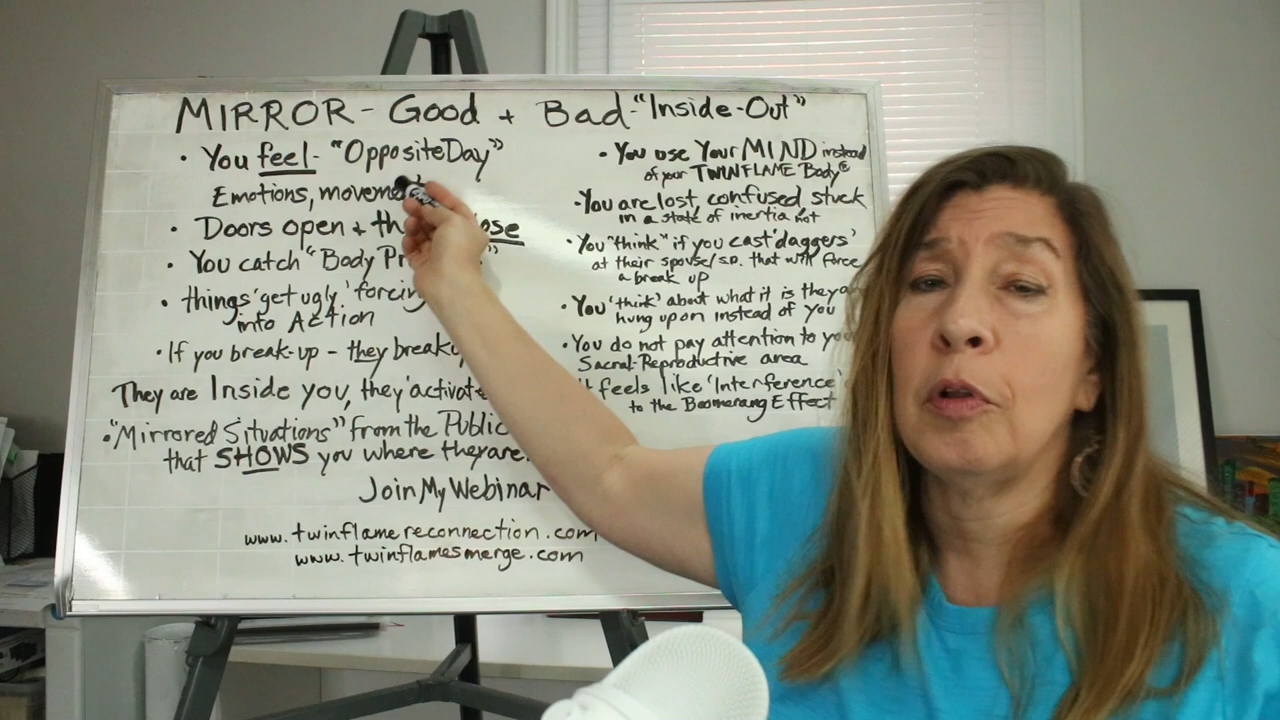 MIRROR - Good + Bad - "Inside-Out"
• You feel - "Opposite Day"
Emotions, moveme
• Doors open + th ose
• You catch "Body Pr "
• things 'get ugly' forcing
into Action
• If you break-up - they break
They are Inside you, they 'activate
• "Mirrored Situations" from the Public
that SHOWS you where they are.
Join My Webinar
www.twinflamereconnection.com
www.twinflamesmerge.com
• You use Your MIND instead
of your TWINFLAME Body®
• You are lost, confused stuck
in a state of inertia not
• You "think" if you cast 'daggers'
at their spouse/s.o. that will force
a break up
• You 'think' about what it is they a
hung up on instead of you
• You do not pay attention to yo
Sacral-Reproductive area
It feels like 'Interference'
to the Boomerang Effect